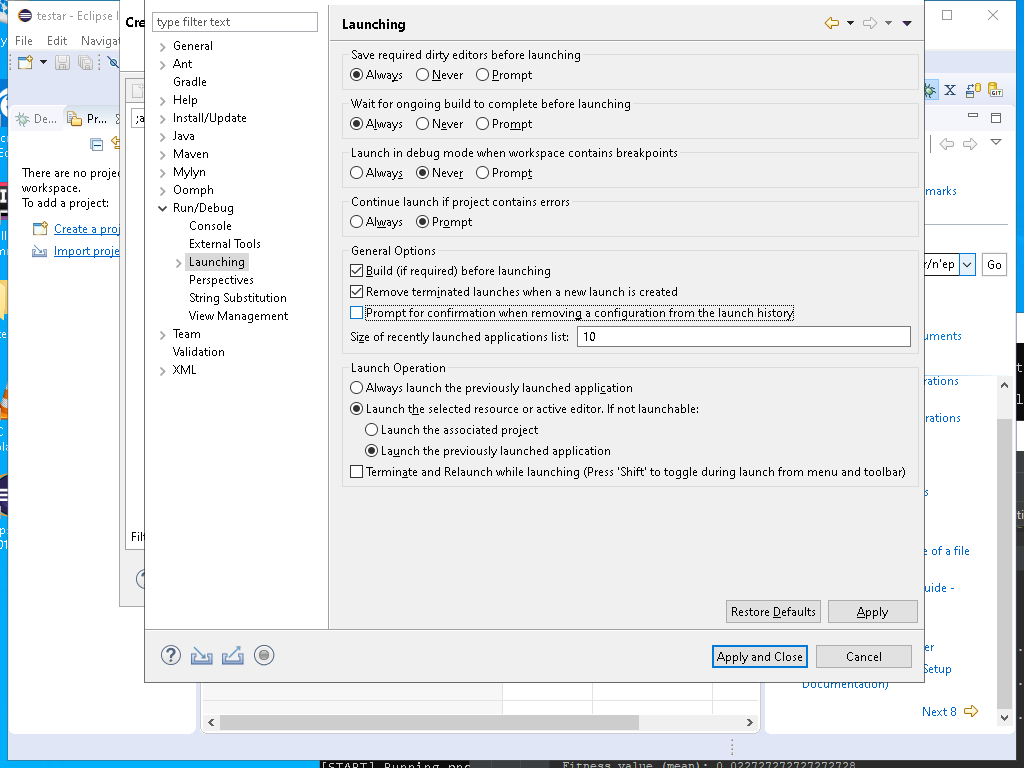 testar - Eclipse I
File Edit Navigat
De...
Pr...
There are no proje
workspace.
To add a project:
Create a proj
Import proje
Cre
;a
Filt
type filter text
General
Ant
Gradle
Help
Install/Update
Java
Maven
Mylyn
Oomph
Run/Debug
Console
External Tools
Launching
Perspectives
String Substitution
View Management
Team
Validation
XML
Launching
Save required dirty editors before launching
Always Never Prompt
Wait for ongoing build to complete before launching
Always Never Prompt
Launch in debug mode when workspace contains breakpoints
Always Never Prompt
Continue launch if project contains errors
Always Prompt
General Options
Build (if required) before launching
Remove terminated launches when a new launch is created
Prompt for confirmation when removing a configuration from the launch history
Size of recently launched applications list: 10
Launch Operation
Always launch the previously launched application
Launch the selected resource or active editor. If not launchable:
Launch the associated project
Launch the previously launched application
Terminate and Relaunch while launching (Press 'Shift' to toggle during launch from menu and toolbar)
Restore Defaults Apply
Apply and Close Cancel
GIT
marks
r/n'ep Go
uments
rations
rations
s
e of a file
uide -
er
Setup
Documentation)
Next 8
[START] Running
Fitness value (mean): 0.022727272727272728